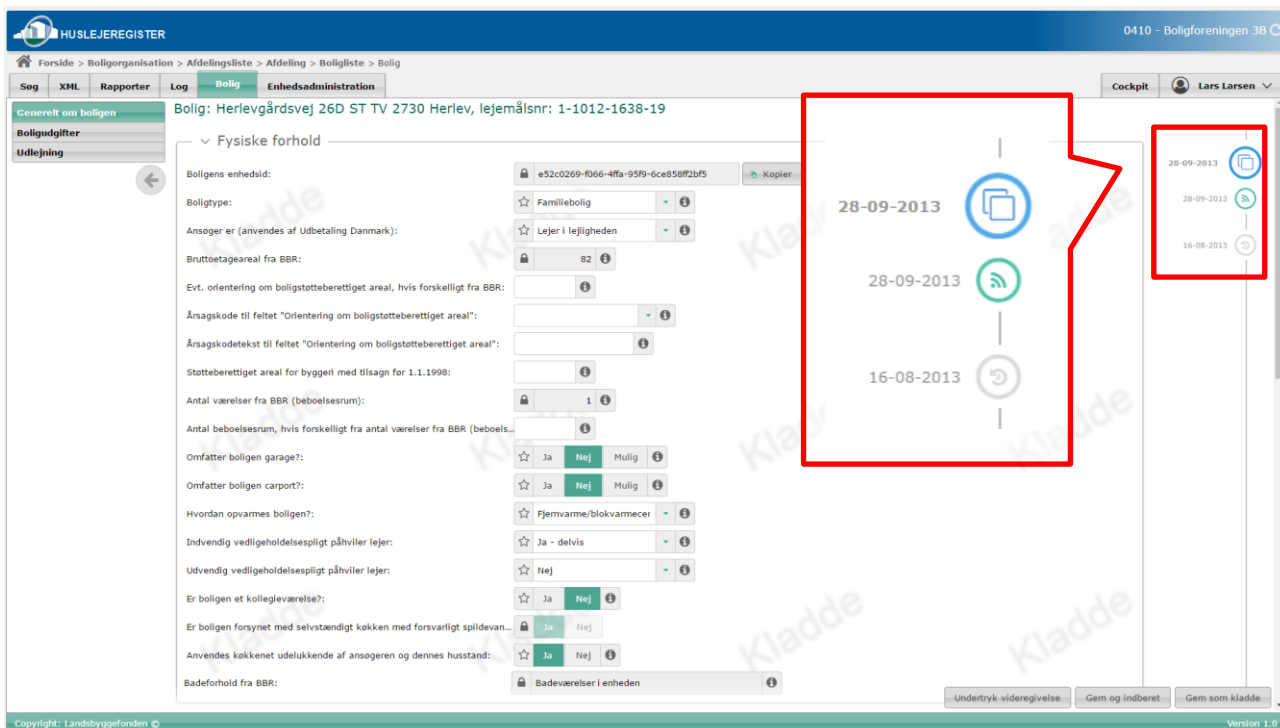 HUSLEJEREGISTER
0410 - Boligforeningen 3B
Forside > Boligorganisation > Afdelingsliste > Afdeling > Boligliste > Bolig
Søg XML Rapporter Log Bolig Enhedsadministration Cockpit Lars Larsen
Generelt om boligen
Boligudgifter
Udlejning
Bolig: Herlevgårdsvej 26D ST TV 2730 Herlev, lejemålsnr: 1-1012-1638-19
Fysiske forhold
Boligens enhedsid: e52c0269-f066-4ffa-95f9-6ce858ff2bf5 Kopier
Boligtype: Familiebolig
Ansøger er (anvendes af Udbetaling Danmark): Lejer i lejligheden
Bruttoetageareal fra BBR: 82
Evt. orientering om boligstøtteberettiget areal, hvis forskelligt fra BBR:
Årsagskode til feltet "Orientering om boligstøtteberettiget areal":
Årsagskodetekst til feltet "Orientering om boligstøtteberettiget areal":
Støtteberettiget areal for byggeri med tilsagn før 1.1.1998:
Antal værelser fra BBR (beboelsesrum): 1
Antal beboelsesrum, hvis forskelligt fra antal værelser fra BBR (beboels...
Omfatter boligen garage?: Ja Nej Mulig
Omfatter boligen carport?: Ja Nej Mulig
Hvordan opvarmes boligen?: Fjernvarme/blokvarmecer
Indvendig vedligeholdelsespligt påhviler lejer: Ja - delvis
Udvendig vedligeholdelsespligt påhviler lejer: Nej
Er boligen et kollegieværelse?: Ja Nej
Er boligen forsynet med selvstændigt køkken med forsvarligt spildevan... Ja Nej
Anvendes køkkenet udelukkende af ansøgeren og dennes husstand: Ja Nej
Badeforhold fra BBR: Badeværelser i enheden
28-09-2013
28-09-2013
16-08-2013
28-09-2013
28-09-2013
16-08-2013
Kladde
Kladde
Kladde
Kladde
Kladde
Kladde
Kladde
Kladde
Undertryk videregivelse Gem og indberet Gem som kladde
Copyright: Landsbyggefonden © Version 1.0